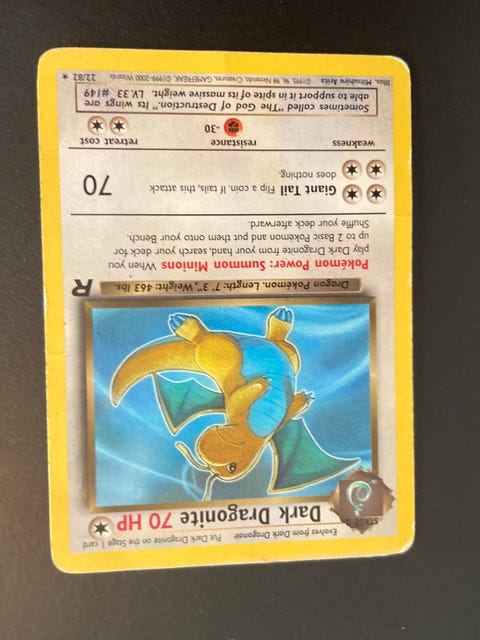 STAGE 2
Evolves from Dark Dragonair Put Dark Dragonite on the Stage 1 card
Dark Dragonite 70 HP
Dragon Pokémon. Length: 7' 3", Weight: 463 lbs.
R
Pokémon Power: Summon Minions When you
play Dark Dragonite from your hand, search your deck for
up to 2 Basic Pokémon and put them onto your Bench.
Shuffle your deck afterward.
Giant Tail Flip a coin. If tails, this attack
does nothing.
70
weakness resistance retreat cost
-30
Sometimes called "The God of Destruction." Its wings are
able to support it in spite of its massive weight. LV. 33 #149
Illus. Mitsuhiro Arita ©1995, 96, 98 Nintendo, Creatures, GAMEFREAK. ©1999-2000 Wizards. 22/82 ★